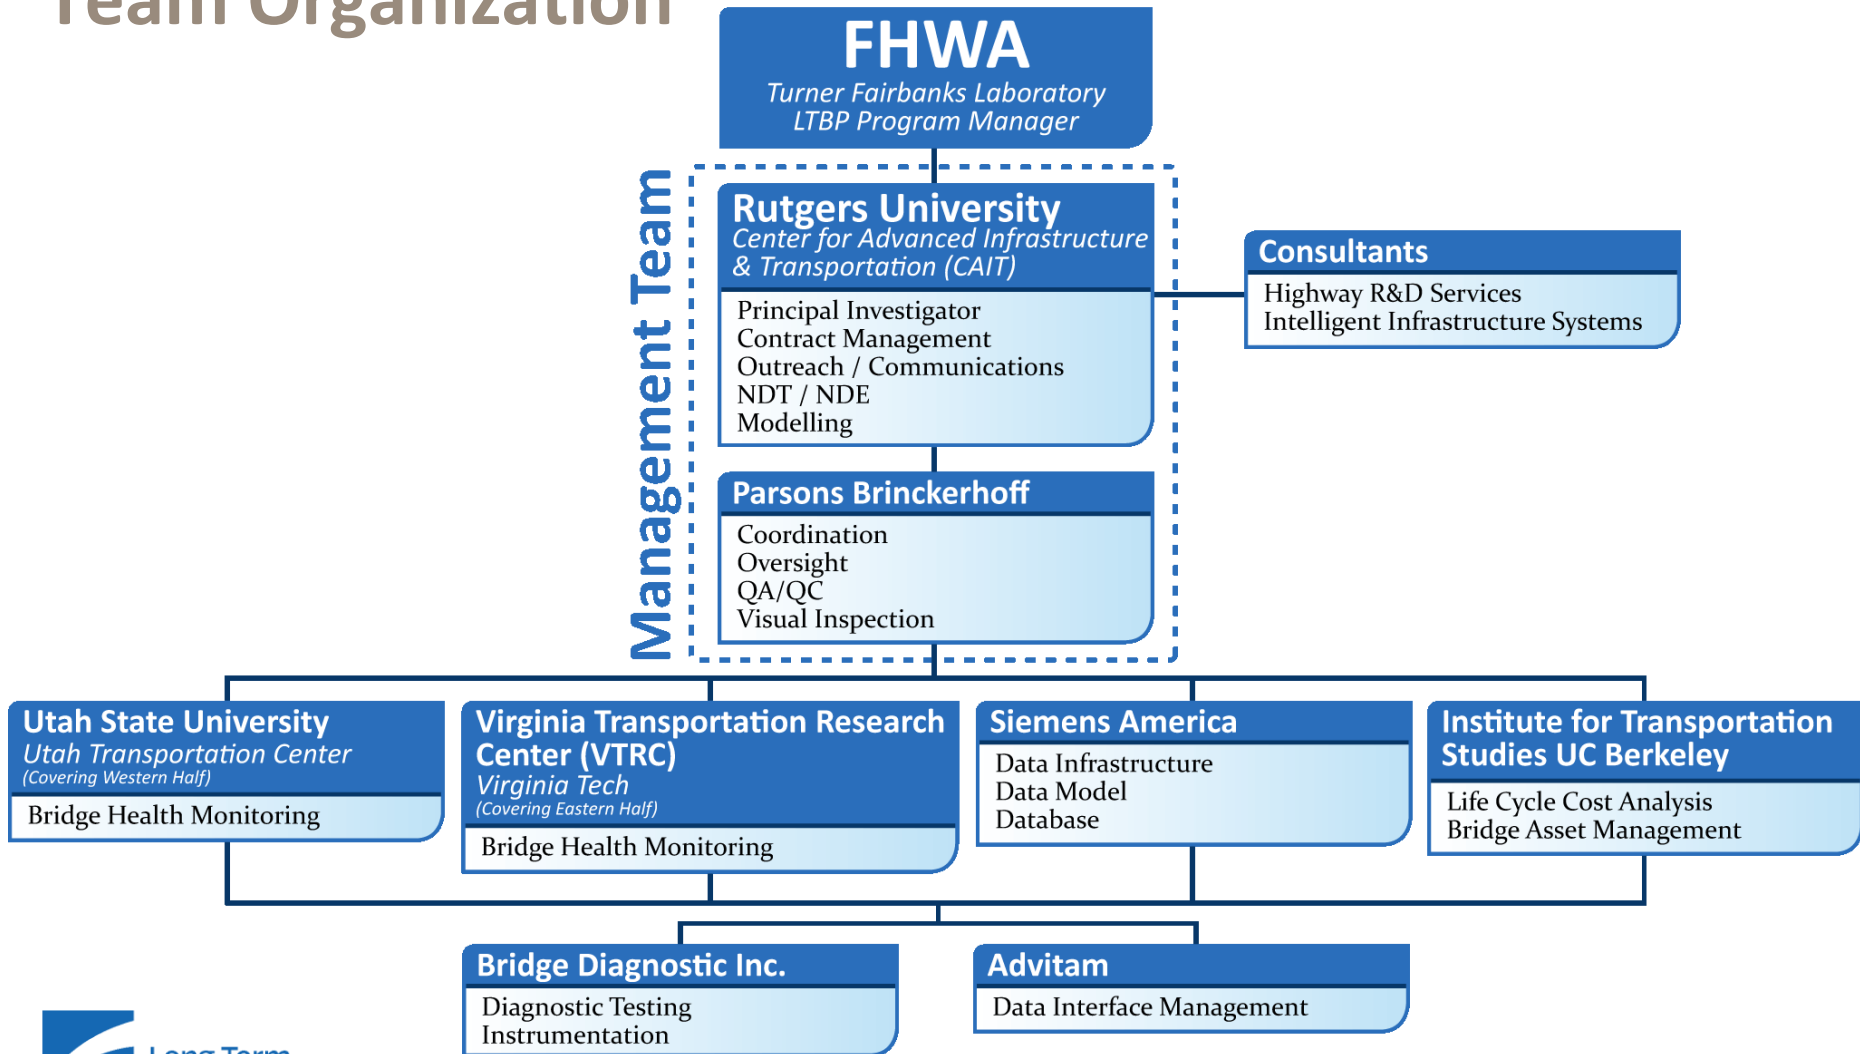 Team Organization
FHWA
Turner Fairbanks Laboratory
LTBP Program Manager
Management Team
Rutgers University
Center for Advanced Infrastructure
& Transportation (CAIT)
Principal Investigator
Contract Management
Outreach / Communications
NDT / NDE
Modelling
Consultants
Highway R&D Services
Intelligent Infrastructure Systems
Parsons Brinckerhoff
Coordination
Oversight
QA/QC
Visual Inspection
Utah State University
Utah Transportation Center
(Covering Western Half)
Bridge Health Monitoring
Virginia Transportation Research
Center (VTRC)
Virginia Tech
(Covering Eastern Half)
Bridge Health Monitoring
Siemens America
Data Infrastructure
Data Model
Database
Institute for Transportation
Studies UC Berkeley
Life Cycle Cost Analysis
Bridge Asset Management
Bridge Diagnostic Inc.
Diagnostic Testing
Instrumentation
Advitam
Data Interface Management
Long Term